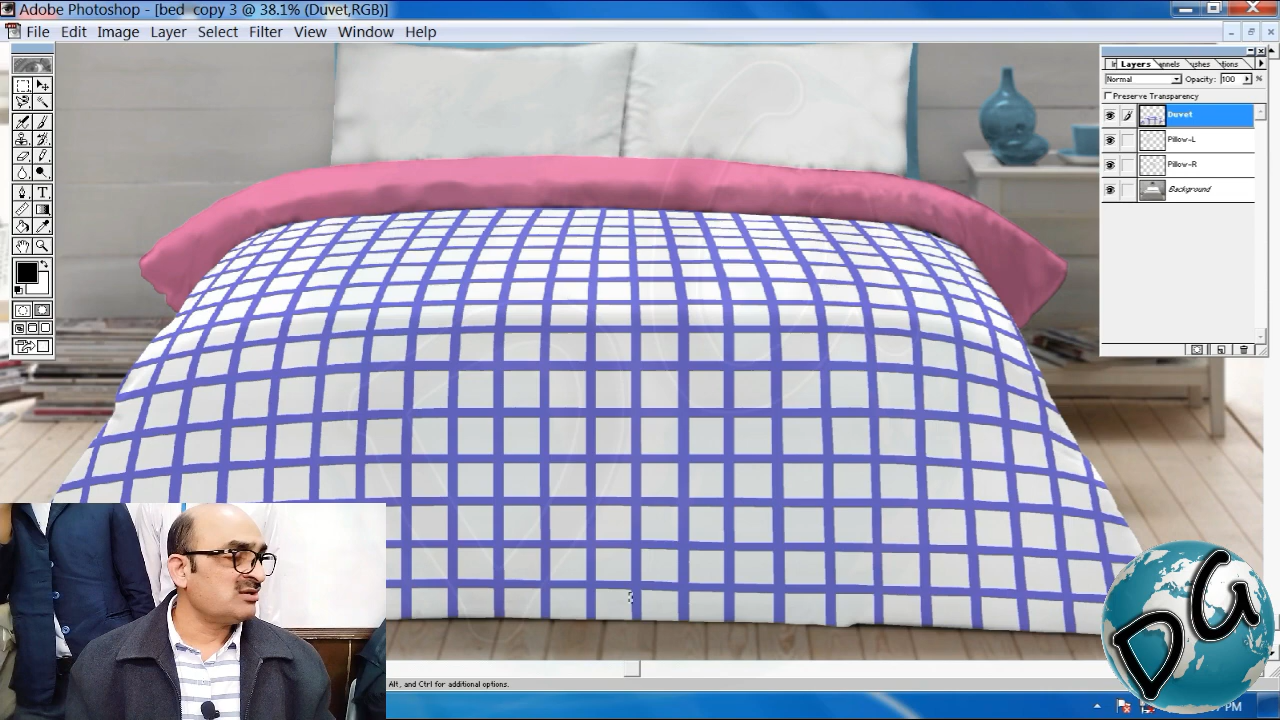 Adobe Photoshop - [bed copy 3 @ 38.1% (Duvet,RGB)]
File Edit Image Layer Select Filter View Window Help
Layers
Normal Opacity: 100 %
Preserve Transparency
Duvet
Pillow-L
Pillow-R
Background
Alt, and Ctrl for additional options.
PM
DG